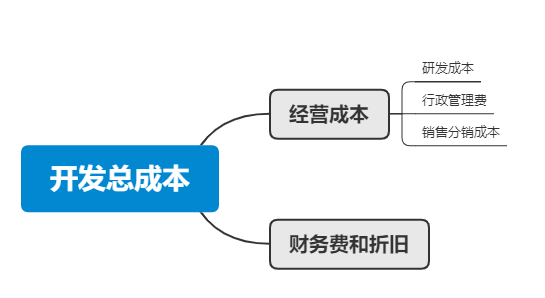 开发总成本
经营成本
研发成本
行政管理费
销售分销成本
财务费和折旧